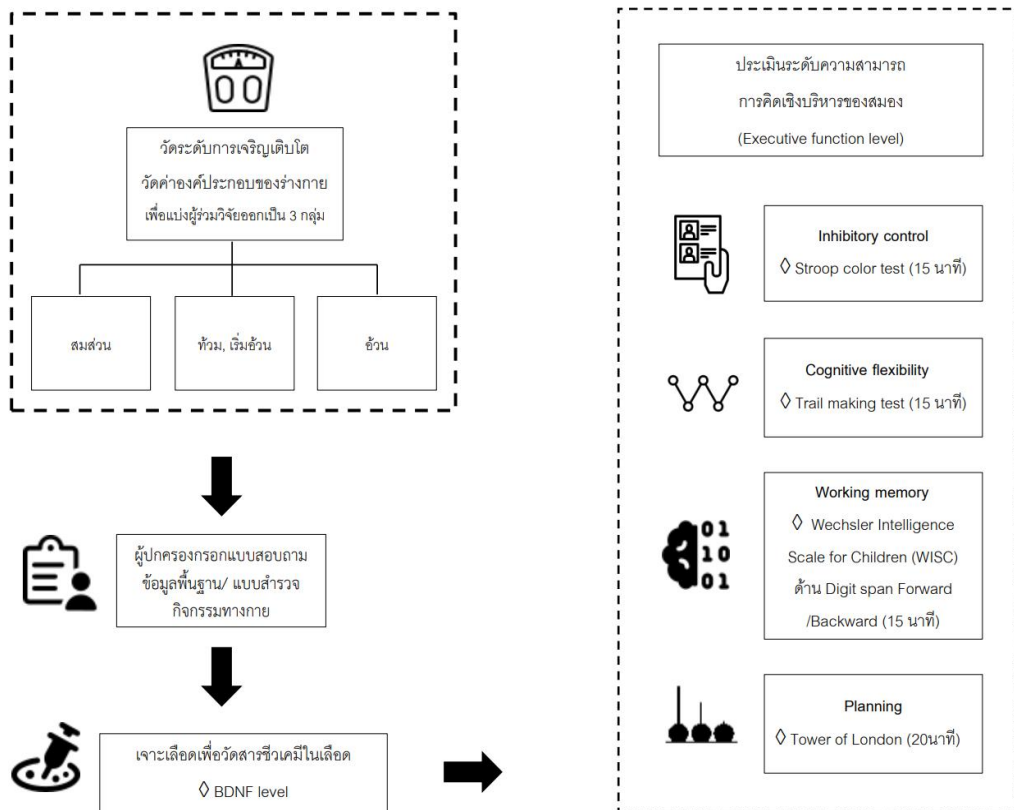 วัดระดับการเจริญเติบโต
วัดค่าองค์ประกอบของร่างกาย
เพื่อแบ่งผู้ร่วมวิจัยออกเป็น 3 กลุ่ม
สมส่วน
ท้วม, เริ่มอ้วน
อ้วน
ผู้ปกครองกรอกแบบสอบถาม
ข้อมูลพื้นฐาน/ แบบสำรวจ
กิจกรรมทางกาย
เจาะเลือดเพื่อวัดสารชีวเคมีในเลือด
◊ BDNF level
ประเมินระดับความสามารถ
การคิดเชิงบริหารของสมอง
(Executive function level)
Inhibitory control
◊ Stroop color test (15 นาที)
Cognitive flexibility
◊ Trail making test (15 นาที)
01
10
01
Working memory
◊ Wechsler Intelligence
Scale for Children (WISC)
ด้าน Digit span Forward
/Backward (15 นาที)
Planning
◊ Tower of London (20นาที)